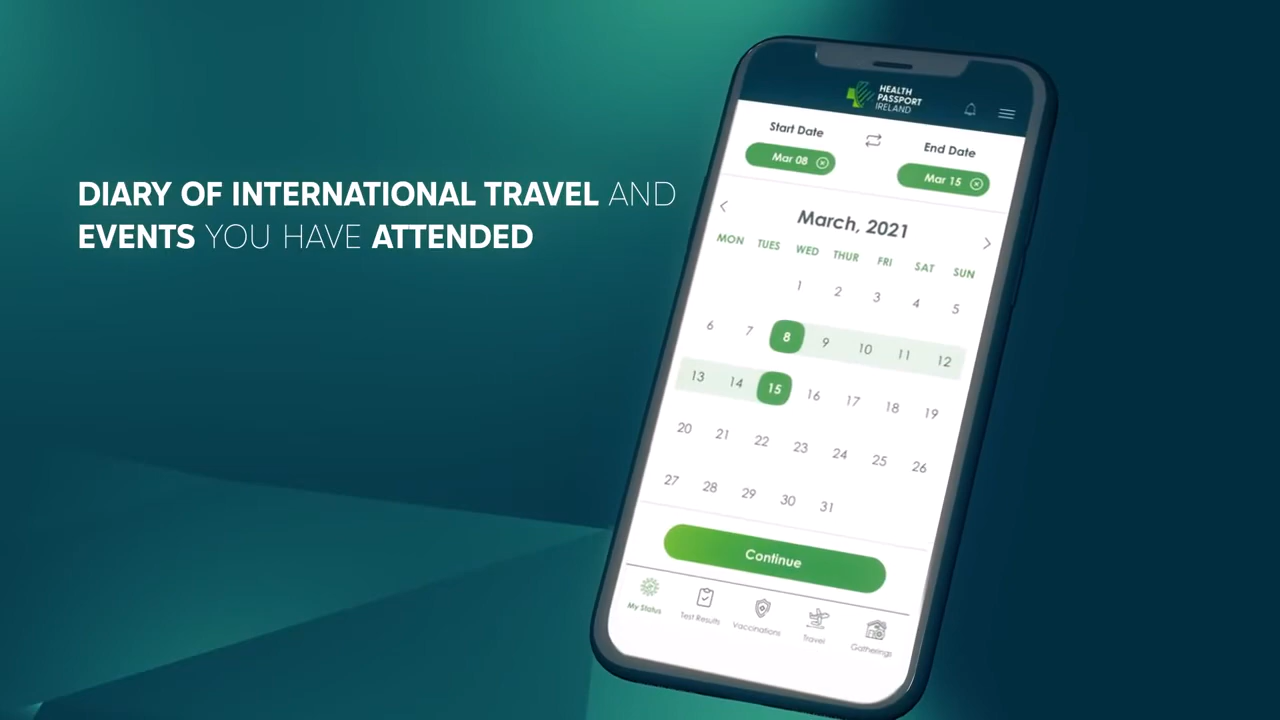 DIARY OF INTERNATIONAL TRAVEL AND
EVENTS YOU HAVE ATTENDED
HEALTH
PASSPORT
IRELAND
Start Date
End Date
Mar 08
Mar 15
March, 2021
MON TUES WED THUR FRI SAT SUN
1 2 3 4 5
6 7 8 9 10 11 12
13 14 15 16 17 18 19
20 21 22 23 24 25 26
27 28 29 30 31
Continue
My Status Test Results Vaccinations Travel Gatherings